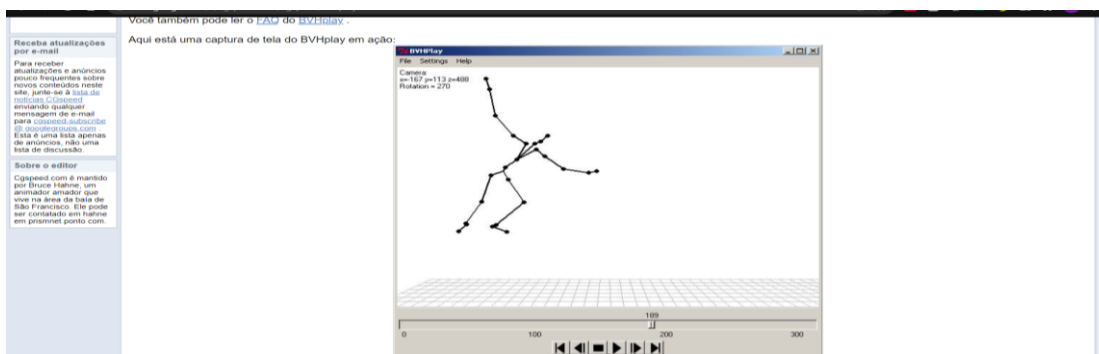 Você também pode ler o FAQ do BVHplay .
Aqui está uma captura de tela do BVHplay em ação:
Receba atualizações
por e-mail
Para receber
atualizações e anúncios
pouco frequentes sobre
novos conteúdos neste
site, junte-se à lista de
notícias CGspeed
enviando qualquer
mensagem de e-mail
para cgspeed-subscribe
@ googlegroups.com .
Esta é uma lista apenas
de anúncios, não uma
lista de discussão.
Sobre o editor
Cgspeed.com é mantido
por Bruce Hahne, um
animador amador que
vive na área da baía de
São Francisco. Ele pode
ser contatado em hahne
em prismnet ponto com.
BVHPlay
File Settings Help
Camera:
x=-167 y=113 z=488
Rotation = 270
189
0 100 200 300